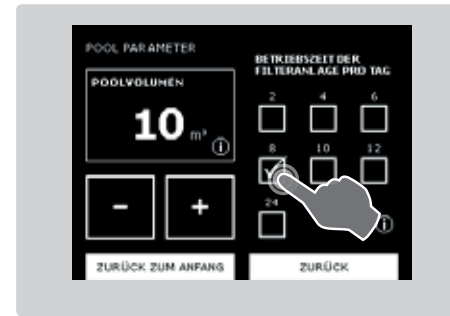 POOL PARAMETER
POOLVOLUMEN
10 m³
i
-
+
ZURÜCK ZUM ANFANG
BETRIEBSZEIT DER
FILTERANLAGE PRO TAG
2 4 6
8 10 12
24
i
ZURÜCK